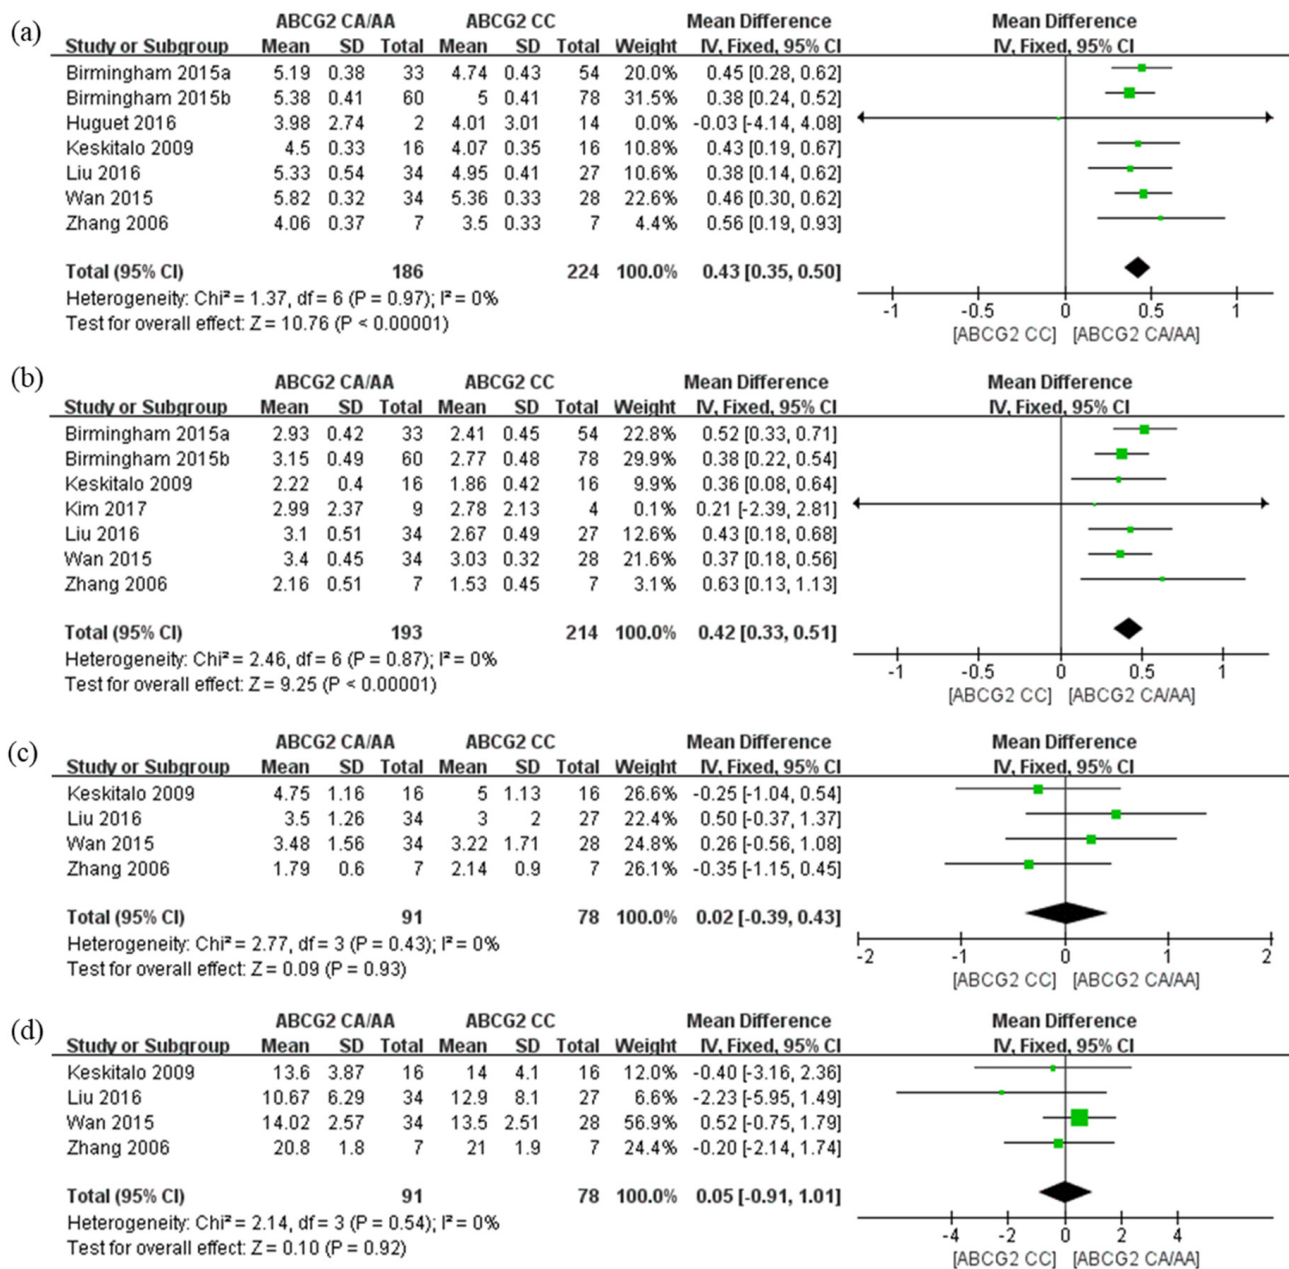 (a)
ABCG2 CA/AA ABCG2 CC Mean Difference Mean Difference
Study or Subgroup Mean SD Total Mean SD Total Weight IV, Fixed, 95% CI IV, Fixed, 95% CI
Birmingham 2015a 5.19 0.38 33 4.74 0.43 54 20.0% 0.45 [0.28, 0.62]
Birmingham 2015b 5.38 0.41 60 5 0.41 78 31.5% 0.38 [0.24, 0.52]
Huguet 2016 3.98 2.74 2 4.01 3.01 14 0.0% -0.03 [-4.14, 4.08]
Keskitalo 2009 4.5 0.33 16 4.07 0.35 16 10.8% 0.43 [0.19, 0.67]
Liu 2016 5.33 0.54 34 4.95 0.41 27 10.6% 0.38 [0.14, 0.62]
Wan 2015 5.82 0.32 34 5.36 0.33 28 22.6% 0.46 [0.30, 0.62]
Zhang 2006 4.06 0.37 7 3.5 0.33 7 4.4% 0.56 [0.19, 0.93]
Total (95% CI) 186 224 100.0% 0.43 [0.35, 0.50]
Heterogeneity: Chi² = 1.37, df = 6 (P = 0.97); I² = 0%
Test for overall effect: Z = 10.76 (P < 0.00001)
-1 -0.5 0 0.5 1
[ABCG2 CC] [ABCG2 CA/AA]
(b)
ABCG2 CA/AA ABCG2 CC Mean Difference Mean Difference
Study or Subgroup Mean SD Total Mean SD Total Weight IV, Fixed, 95% CI IV, Fixed, 95% CI
Birmingham 2015a 2.93 0.42 33 2.41 0.45 54 22.8% 0.52 [0.33, 0.71]
Birmingham 2015b 3.15 0.49 60 2.77 0.48 78 29.9% 0.38 [0.22, 0.54]
Keskitalo 2009 2.22 0.4 16 1.86 0.42 16 9.9% 0.36 [0.08, 0.64]
Kim 2017 2.99 2.37 9 2.78 2.13 4 0.1% 0.21 [-2.39, 2.81]
Liu 2016 3.1 0.51 34 2.67 0.49 27 12.6% 0.43 [0.18, 0.68]
Wan 2015 3.4 0.45 34 3.03 0.32 28 21.6% 0.37 [0.18, 0.56]
Zhang 2006 2.16 0.51 7 1.53 0.45 7 3.1% 0.63 [0.13, 1.13]
Total (95% CI) 193 214 100.0% 0.42 [0.33, 0.51]
Heterogeneity: Chi² = 2.46, df = 6 (P = 0.87); I² = 0%
Test for overall effect: Z = 9.25 (P < 0.00001)
-1 -0.5 0 0.5 1
[ABCG2 CC] [ABCG2 CA/AA]
(c)
ABCG2 CA/AA ABCG2 CC Mean Difference Mean Difference
Study or Subgroup Mean SD Total Mean SD Total Weight IV, Fixed, 95% CI IV, Fixed, 95% CI
Keskitalo 2009 4.75 1.16 16 5 1.13 16 26.6% -0.25 [-1.04, 0.54]
Liu 2016 3.5 1.26 34 3 2 27 22.4% 0.50 [-0.37, 1.37]
Wan 2015 3.48 1.56 34 3.22 1.71 28 24.8% 0.26 [-0.56, 1.08]
Zhang 2006 1.79 0.6 7 2.14 0.9 7 26.1% -0.35 [-1.15, 0.45]
Total (95% CI) 91 78 100.0% 0.02 [-0.39, 0.43]
Heterogeneity: Chi² = 2.77, df = 3 (P = 0.43); I² = 0%
Test for overall effect: Z = 0.09 (P = 0.93)
-2 -1 0 1 2
[ABCG2 CC] [ABCG2 CA/AA]
(d)
ABCG2 CA/AA ABCG2 CC Mean Difference Mean Difference
Study or Subgroup Mean SD Total Mean SD Total Weight IV, Fixed, 95% CI IV, Fixed, 95% CI
Keskitalo 2009 13.6 3.87 16 14 4.1 16 12.0% -0.40 [-3.16, 2.36]
Liu 2016 10.67 6.29 34 12.9 8.1 27 6.6% -2.23 [-5.95, 1.49]
Wan 2015 14.02 2.57 34 13.5 2.51 28 56.9% 0.52 [-0.75, 1.79]
Zhang 2006 20.8 1.8 7 21 1.9 7 24.4% -0.20 [-2.14, 1.74]
Total (95% CI) 91 78 100.0% 0.05 [-0.91, 1.01]
Heterogeneity: Chi² = 2.14, df = 3 (P = 0.54); I² = 0%
Test for overall effect: Z = 0.10 (P = 0.92)
-4 -2 0 2 4
[ABCG2 CC] [ABCG2 CA/AA]